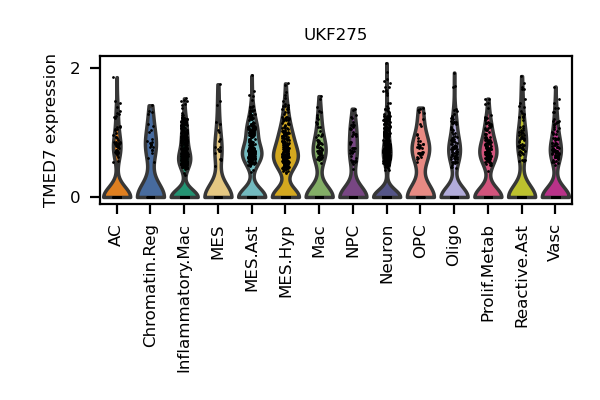 UKF275
TMED7 expression
2
0
AC
Chromatin.Reg
Inflammatory.Mac
MES
MES.Ast
MES.Hyp
Mac
NPC
Neuron
OPC
Oligo
Prolif.Metab
Reactive.Ast
Vasc